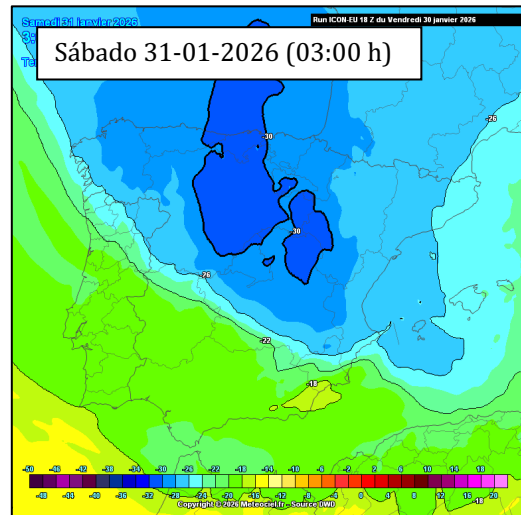 Samedi 31 janvier 2026
Run ICON-EU 18 Z du Vendredi 30 janvier 2026
Sábado 31-01-2026 (03:00 h)
-26
-30
-30
-26
-22
-18
-50 -46 -42 -38 -34 -30 -26 -22 -18 -14 -10 -6 -2 2 6 10 14 18 22
-48 -44 -40 -36 -32 -28 -24 -20 -16 -12 -8 -4 0 4 8 12 16 20
Copyright © 2026 Meteociel.fr - Source DWD
-18